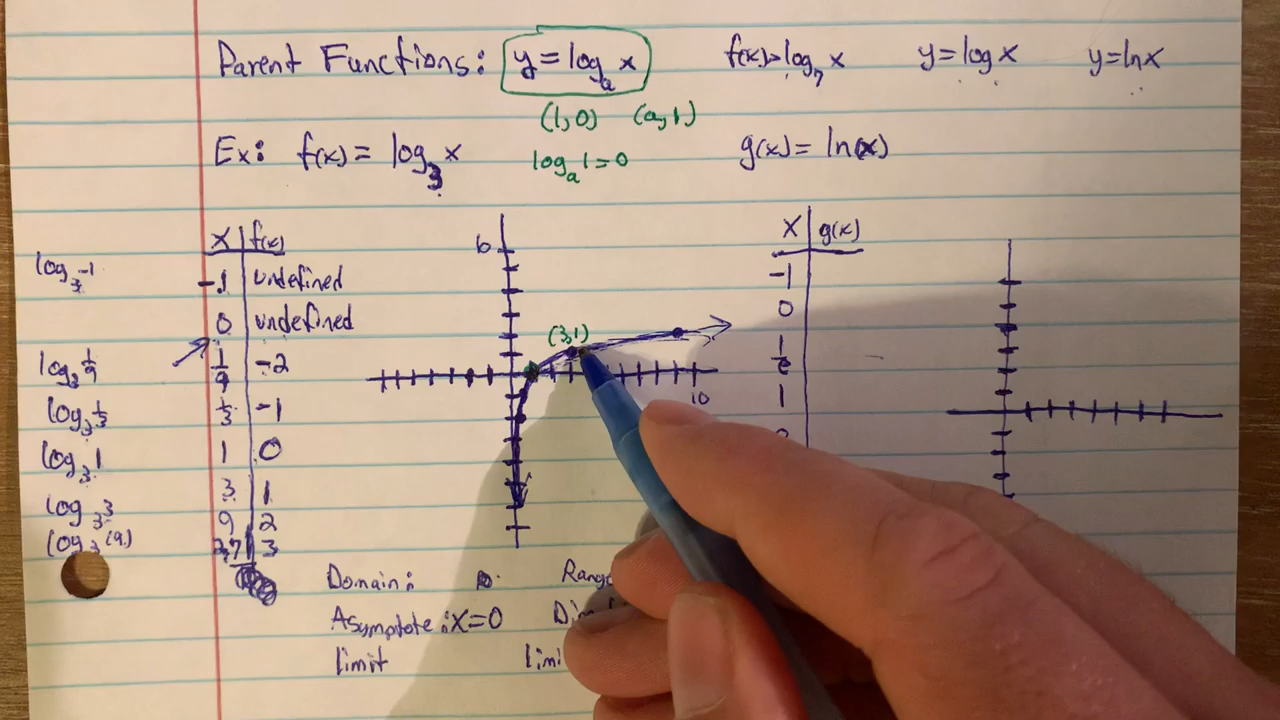 Parent Functions: y = log_a x f(x) = log_7 x y = log x y = ln x
(1,0) (a,1)
Ex: f(x) = log_3 x log_a 1 = 0 g(x) = ln(x)
x f(x)
log_3 -1 -1 undefined
0 undefined
log_3 1/9 1/9 -2
log_3 1/3 1/3 -1
log_3 1 1 0
log_3 3 3 1
log_3 (9) 9 2
27 3
6
(3,1)
10
x g(x)
-1
0
1/e
1
Domain:
Asymptote: x=0
limit